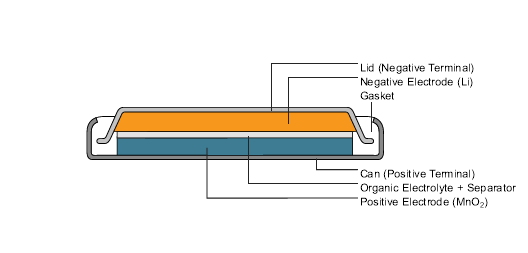 Lid (Negative Terminal)
Negative Electrode (Li)
Gasket
Can (Positive Terminal)
Organic Electrolyte + Separator
Positive Electrode (MnO₂)